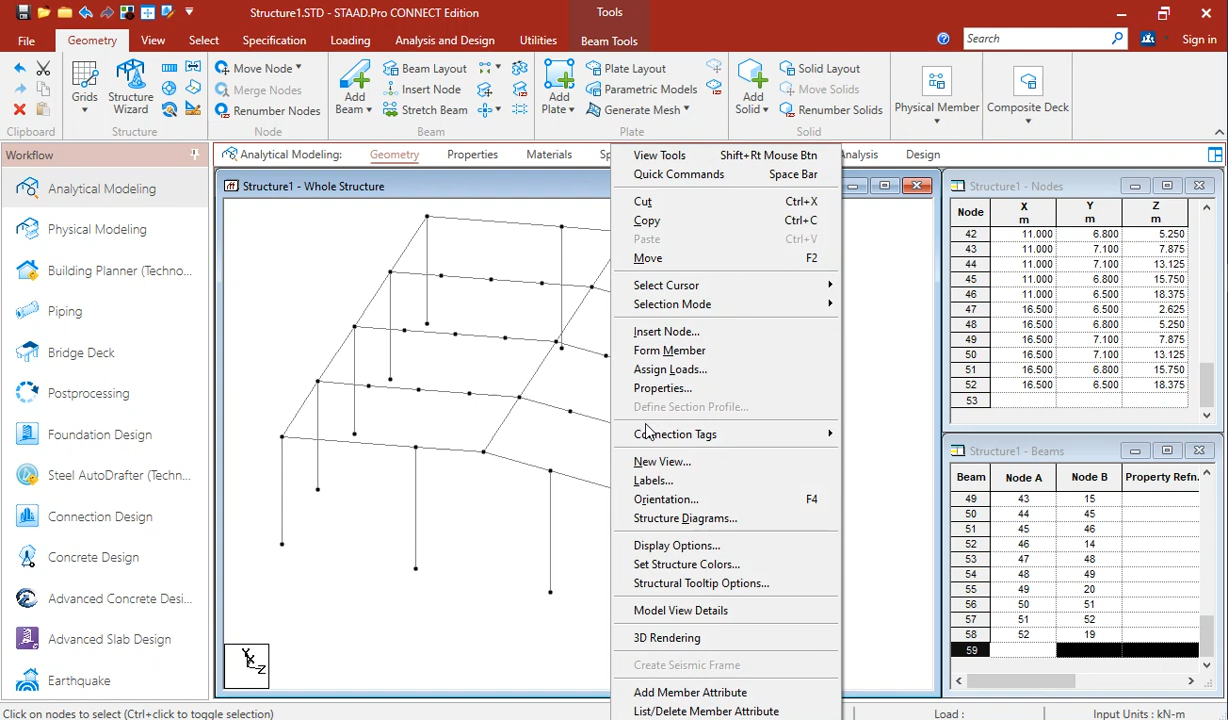 Structure1.STD - STAAD.Pro CONNECT Edition
Tools
File
Geometry
View
Select
Specification
Loading
Analysis and Design
Utilities
Beam Tools
Search
Sign in
Grids
Structure Wizard
Move Node
Merge Nodes
Renumber Nodes
Add Beam
Beam Layout
Insert Node
Stretch Beam
Add Plate
Plate Layout
Parametric Models
Generate Mesh
Add Solid
Solid Layout
Move Solids
Renumber Solids
Physical Member
Composite Deck
Clipboard
Structure
Node
Beam
Plate
Solid
Workflow
Analytical Modeling:
Geometry
Properties
Materials
Sp
Analysis
Design
Analytical Modeling
Physical Modeling
Building Planner (Techno...
Piping
Bridge Deck
Postprocessing
Foundation Design
Steel AutoDrafter (Techn...
Connection Design
Concrete Design
Advanced Concrete Desi...
Advanced Slab Design
Earthquake
Structure1 - Whole Structure
Y
X
Z
View Tools Shift+Rt Mouse Btn
Quick Commands Space Bar
Cut Ctrl+X
Copy Ctrl+C
Paste Ctrl+V
Move F2
Select Cursor
Selection Mode
Insert Node...
Form Member
Assign Loads...
Properties...
Define Section Profile...
Connection Tags
New View...
Labels...
Orientation... F4
Structure Diagrams...
Display Options...
Set Structure Colors...
Structural Tooltip Options...
Model View Details
3D Rendering
Create Seismic Frame
Add Member Attribute
List/Delete Member Attribute
Structure1 - Nodes
Node X m Y m Z m
42 11.000 6.800 5.250
43 11.000 7.100 7.875
44 11.000 7.100 13.125
45 11.000 6.800 15.750
46 11.000 6.500 18.375
47 16.500 6.500 2.625
48 16.500 6.800 5.250
49 16.500 7.100 7.875
50 16.500 7.100 13.125
51 16.500 6.800 15.750
52 16.500 6.500 18.375
53
Structure1 - Beams
Beam Node A Node B Property Refn.
49 43 15
50 44 45
51 45 46
52 46 14
53 47 48
54 48 49
55 49 20
56 50 51
57 51 52
58 52 19
59
Click on nodes to select (Ctrl+click to toggle selection)
Load :
Input Units : kN-m